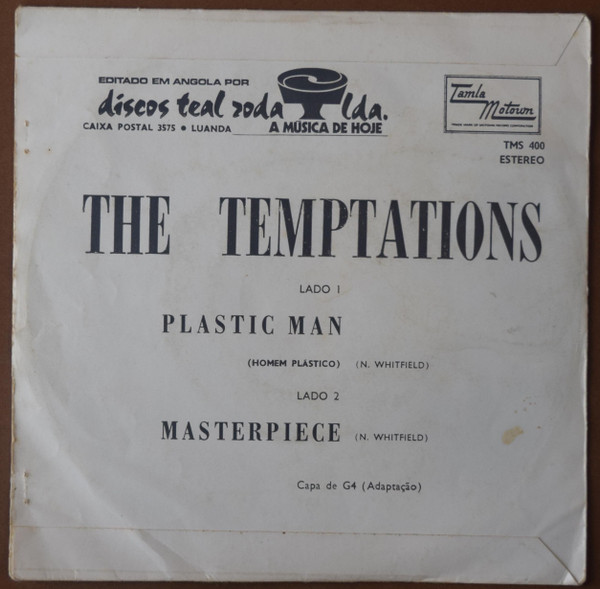 EDITADO EM ANGOLA POR
discos teal roda lda.
CAIXA POSTAL 3575 • LUANDA
A MÚSICA DE HOJE
Tamla
Motown
TMS 400
ESTEREO
THE TEMPTATIONS
LADO 1
PLASTIC MAN
(HOMEM PLÁSTICO) (N. WHITFIELD)
LADO 2
MASTERPIECE (N. WHITFIELD)
Capa de G4 (Adaptação)